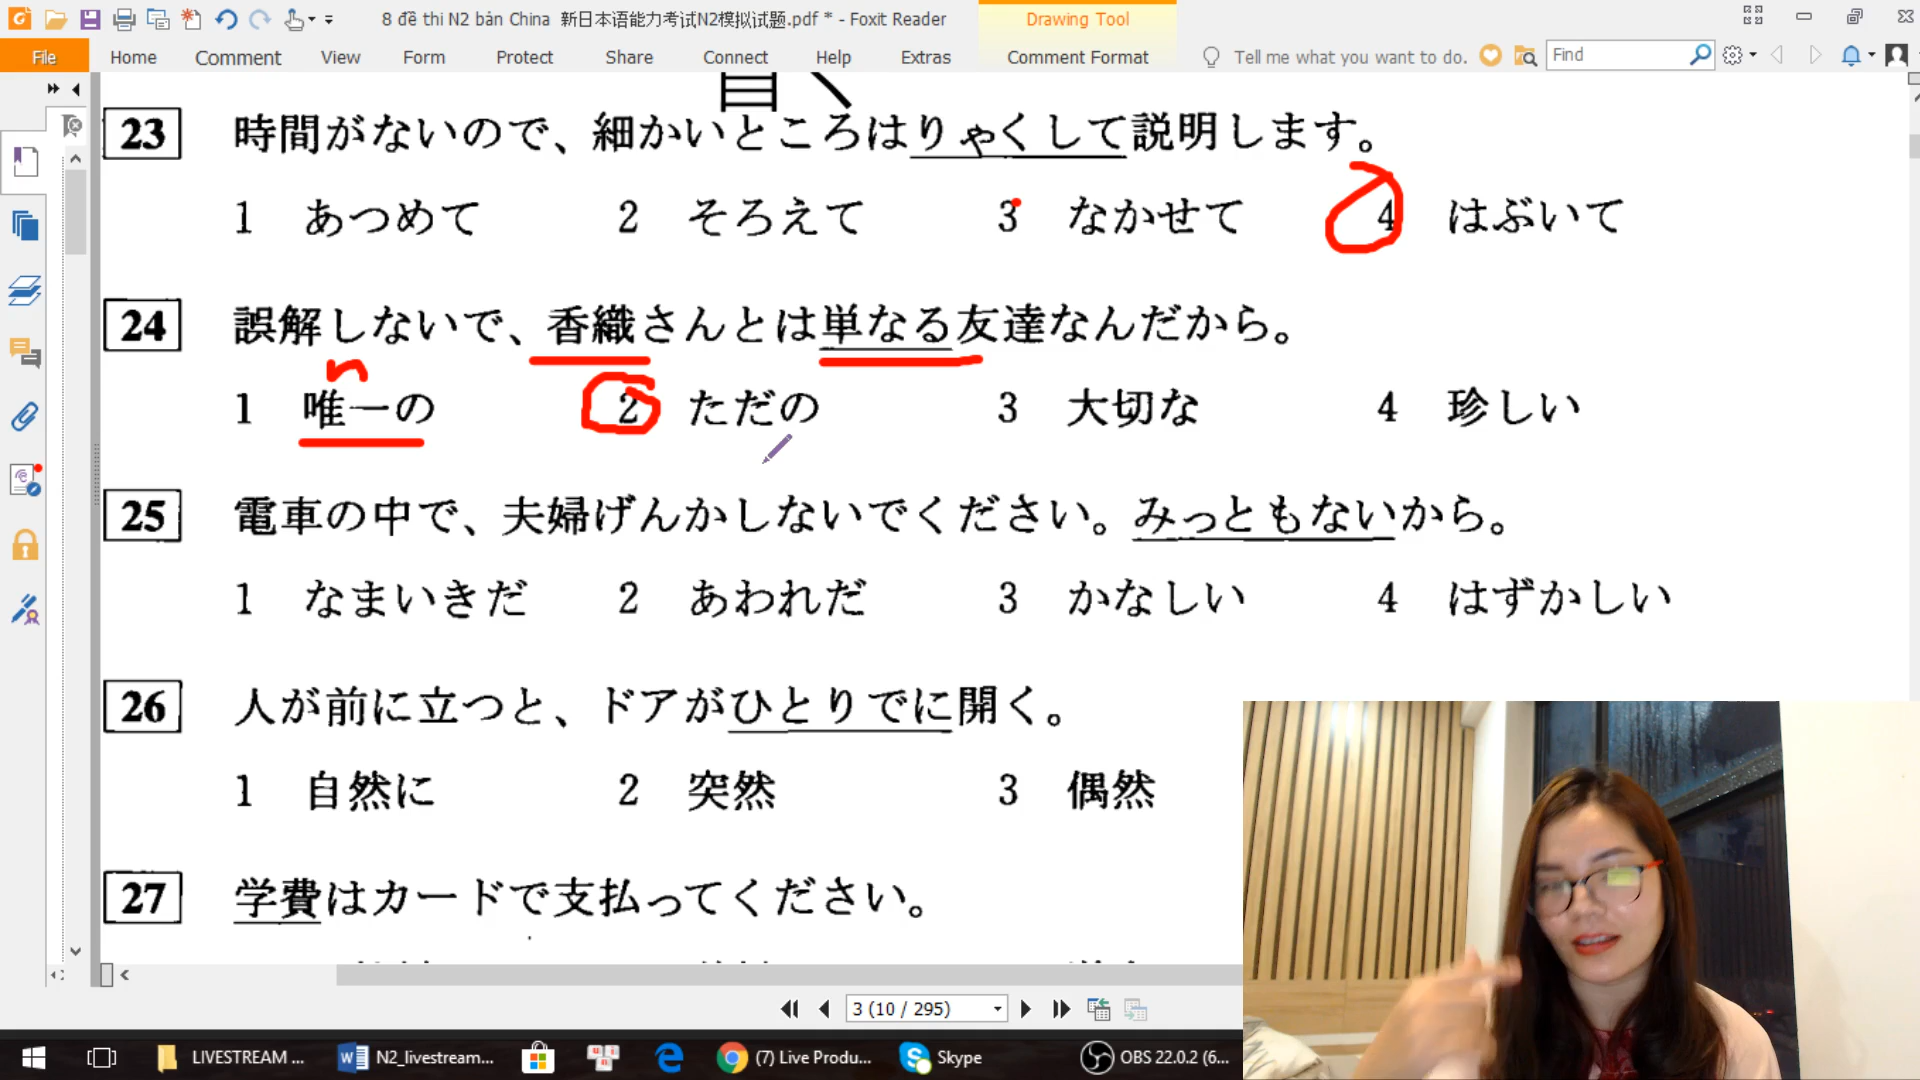 8 đề thi N2 bản China 新日本语能力考试N2模拟试题.pdf * - Foxit Reader
Drawing Tool
File Home Comment View Form Protect Share Connect Help Extras Comment Format Tell me what you want to do. Find
23 時間がないので、細かいところはりゃくして説明します。
1 あつめて 2 そろえて 3 なかせて 4 はぶいて
24 誤解しないで、香織さんとは単なる友達なんだから。
1 唯一の 2 ただの 3 大切な 4 珍しい
25 電車の中で、夫婦げんかしないでください。みっともないから。
1 なまいきだ 2 あわれだ 3 かなしい 4 はずかしい
26 人が前に立つと、ドアがひとりでに開く。
1 自然に 2 突然 3 偶然
27 学費はカードで支払ってください。
3 (10 / 295)
LIVESTREAM ... N2_livestream... (7) Live Produ... Skype OBS 22.0.2 (6...